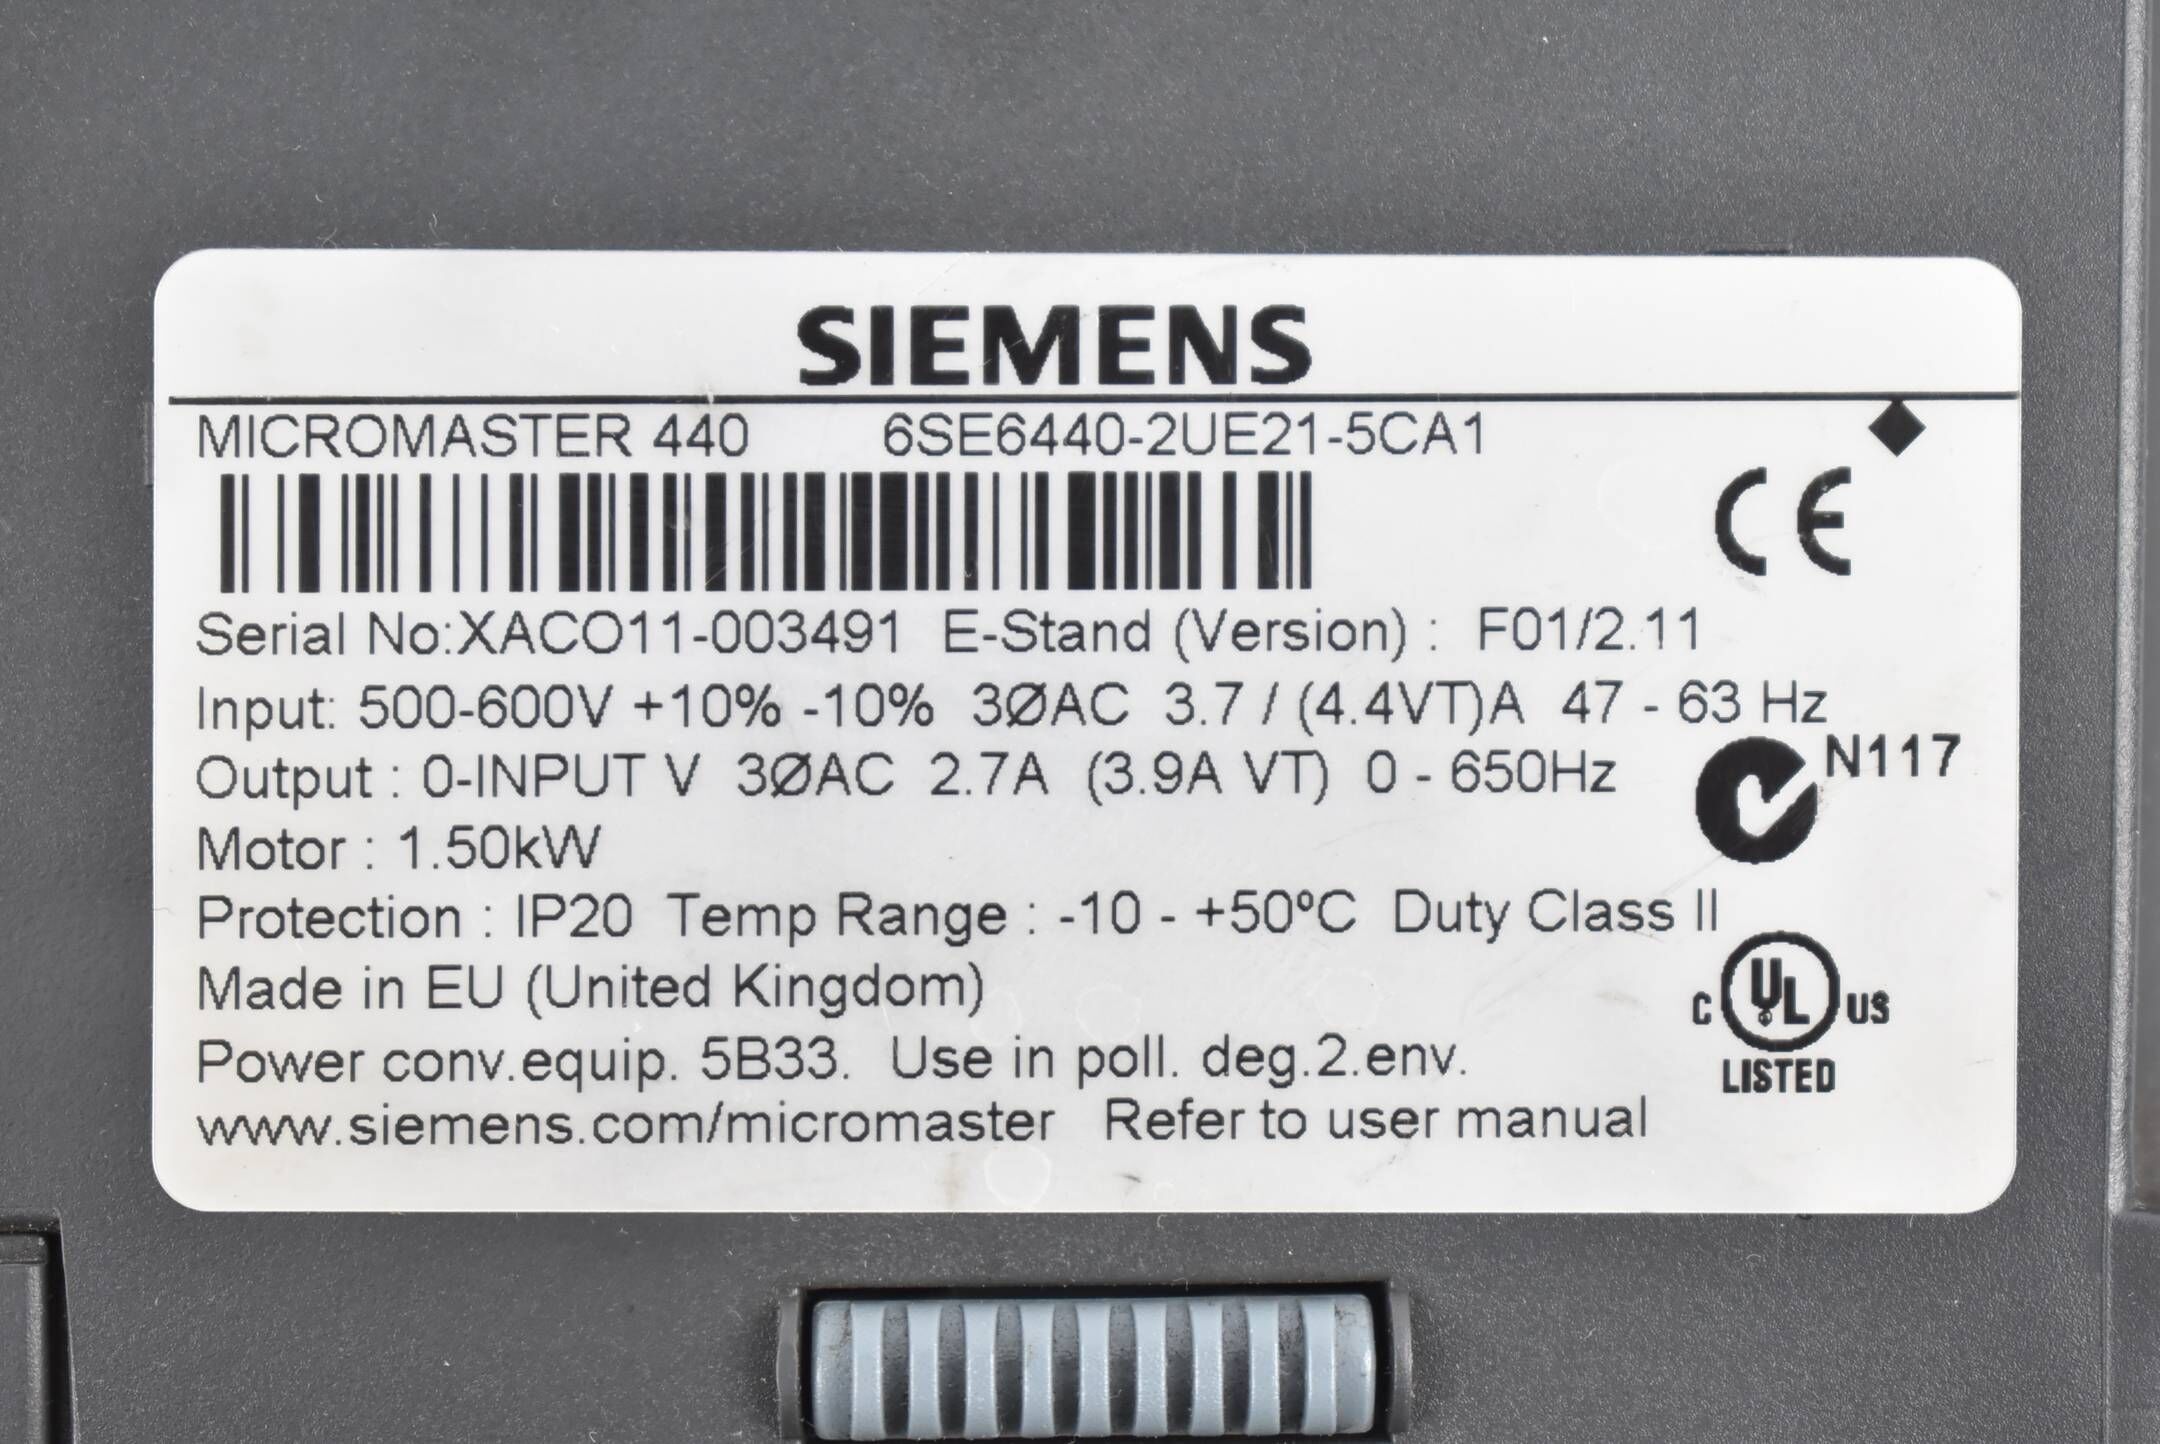 SIEMENS
MICROMASTER 440 6SE6440-2UE21-5CA1
CE
Serial No:XACO11-003491 E-Stand (Version) : F01/2.11
Input: 500-600V +10% -10% 3ØAC 3.7 / (4.4VT)A 47 - 63 Hz
N117
Output : 0-INPUT V 3ØAC 2.7A (3.9A VT) 0 - 650Hz
Motor : 1.50kW
Protection : IP20 Temp Range : -10 - +50ºC Duty Class II
Made in EU (United Kingdom)
C UL US
LISTED
Power conv.equip. 5B33. Use in poll. deg.2.env.
www.siemens.com/micromaster Refer to user manual